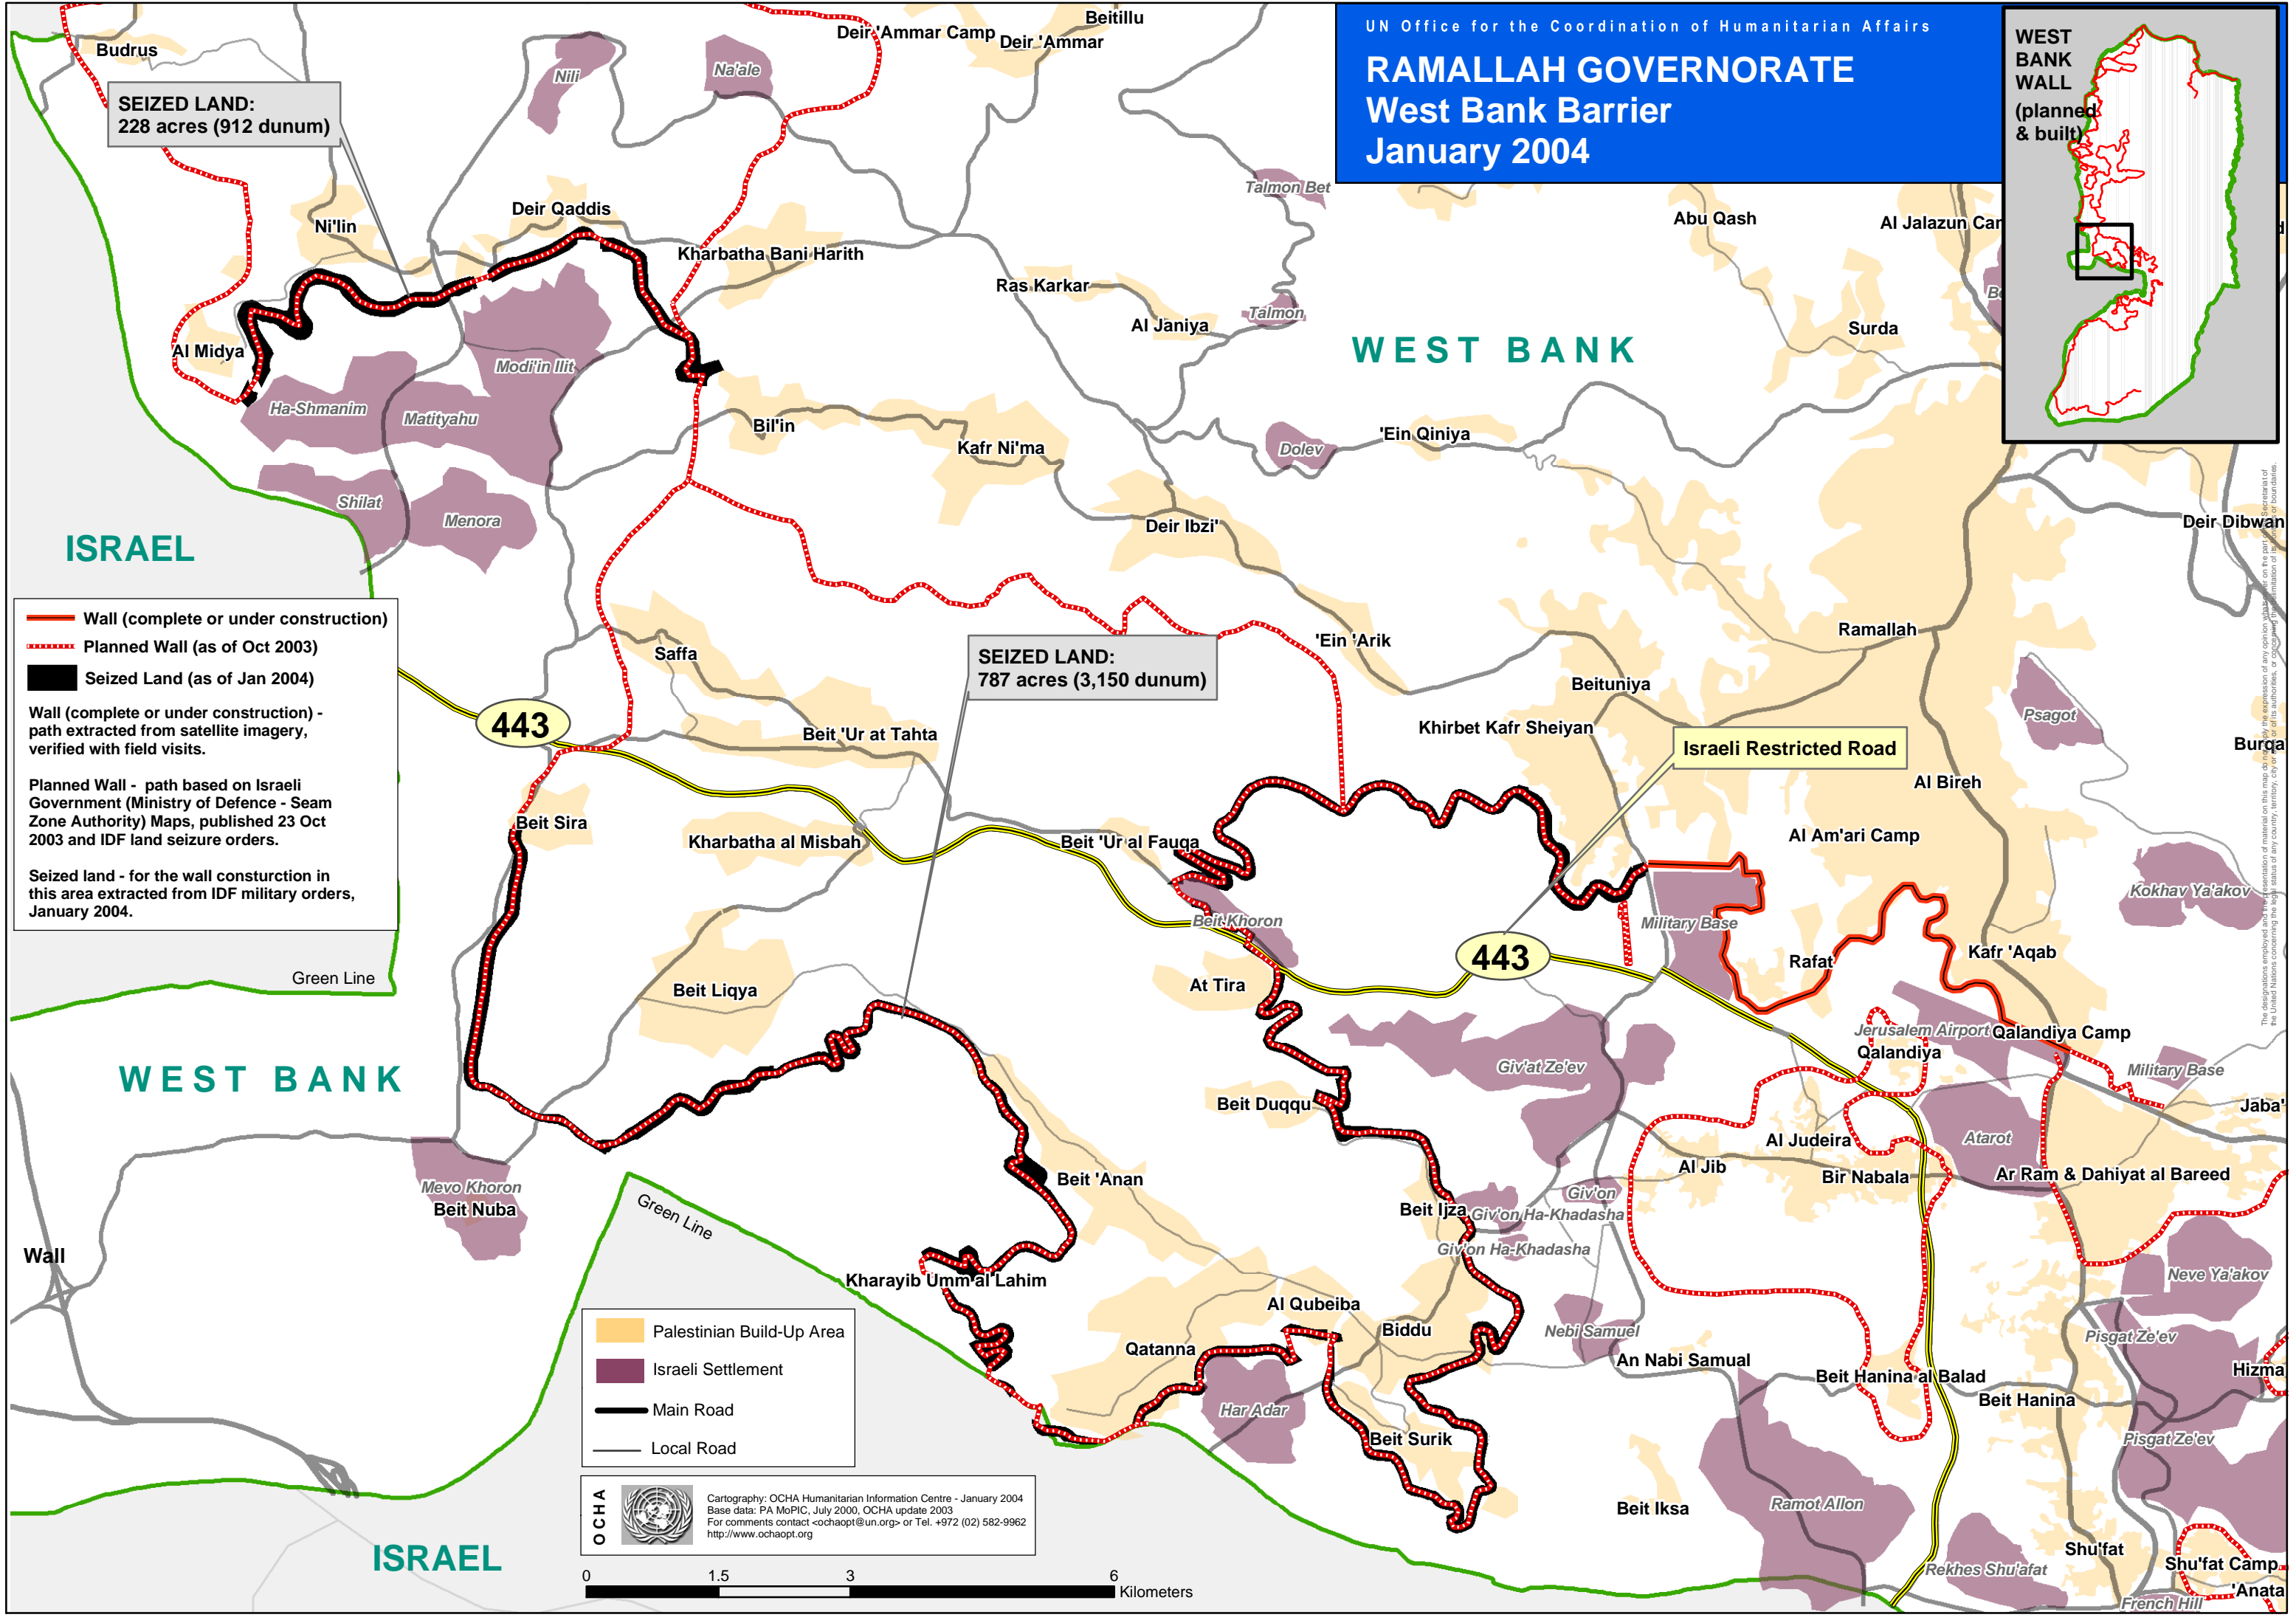 UN Office for the Coordination of Humanitarian Affairs
RAMALLAH GOVERNORATE
West Bank Barrier
January 2004
WEST
BANK
WALL
(planned
& built)
Budrus
Deir 'Ammar Camp
Beitillu
Deir 'Ammar
Nili
Na'ale
SEIZED LAND:
228 acres (912 dunum)
Talmon Bet
Abu Qash
Al Jalazun Car
Ni'lin
Deir Qaddis
Kharbatha Bani Harith
Ras Karkar
Al Janiya
Talmon
Surda
WEST BANK
Al Midya
Modi'in Ilit
Ha-Shmanim
Matityahu
Bil'in
Kafr Ni'ma
Dolev
'Ein Qiniya
Shilat
Menora
Deir Ibzi'
Deir Dibwan
ISRAEL
Wall (complete or under construction)
Planned Wall (as of Oct 2003)
Seized Land (as of Jan 2004)
Wall (complete or under construction) -
path extracted from satellite imagery,
verified with field visits.
Planned Wall - path based on Israeli
Government (Ministry of Defence - Seam
Zone Authority) Maps, published 23 Oct
2003 and IDF land seizure orders.
Seized land - for the wall consturction in
this area extracted from IDF military orders,
January 2004.
Saffa
SEIZED LAND:
787 acres (3,150 dunum)
'Ein 'Arik
Ramallah
Beituniya
Psagot
443
Beit 'Ur at Tahta
Khirbet Kafr Sheiyan
Israeli Restricted Road
Burqa
Al Bireh
Beit Sira
Kharbatha al Misbah
Beit 'Ur al Fauqa
Al Am'ari Camp
Kokhav Ya'akov
Beit Khoron
Military Base
443
Rafat
Kafr 'Aqab
Green Line
Beit Liqya
At Tira
Jerusalem Airport
Qalandiya Camp
Qalandiya
Military Base
Giv'at Ze'ev
WEST BANK
Beit Duqqu
Jaba'
Al Judeira
Atarot
Al Jib
Bir Nabala
Ar Ram & Dahiyat al Bareed
Mevo Khoron
Beit Nuba
Beit 'Anan
Giv'on
Beit Ijza
Giv'on Ha-Khadasha
Giv'on Ha-Khadasha
Green Line
Wall
Kharayib Umm al Lahim
Neve Ya'akov
Al Qubeiba
Biddu
Nebi Samuel
Pisgat Ze'ev
Qatanna
An Nabi Samual
Beit Hanina al Balad
Hizma
Beit Hanina
Har Adar
Beit Surik
Pisgat Ze'ev
Palestinian Build-Up Area
Israeli Settlement
Main Road
Local Road
Beit Iksa
Ramot Allon
OCHA
Cartography: OCHA Humanitarian Information Centre - January 2004
Base data: PA MoPIC, July 2000, OCHA update 2003
For comments contact <ochaopt@un.org> or Tel. +972 (02) 582-9962
http://www.ochaopt.org
ISRAEL
Shu'fat
Shu'fat Camp
Rekhes Shu'afat
'Anata
French Hill
0 1.5 3 6
Kilometers